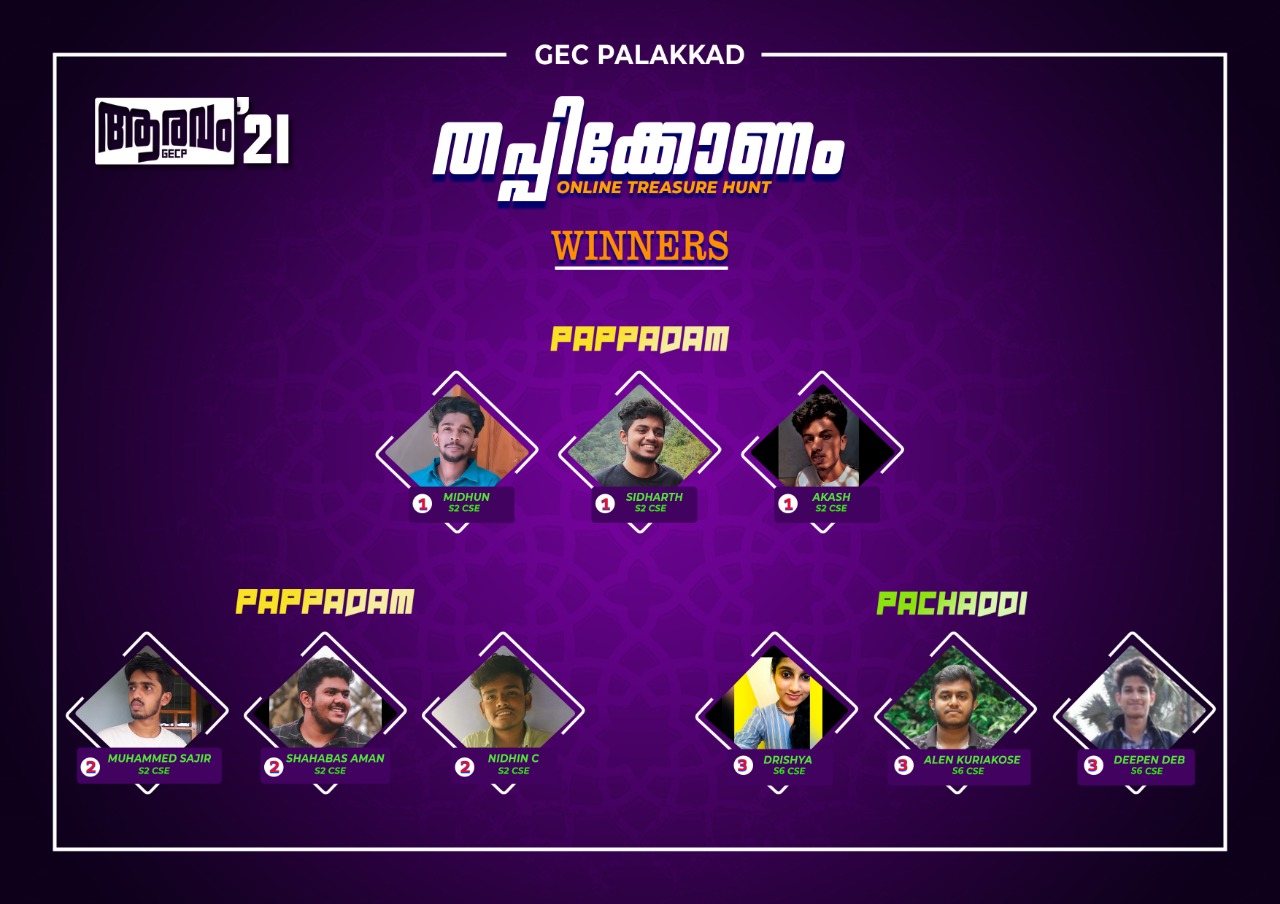 GEC PALAKKAD
ആരവം'21
GECP
തപ്പിക്കോണം
ONLINE TREASURE HUNT
WINNERS
PAPPADAM
1 MIDHUN
S2 CSE
1 SIDHARTH
S2 CSE
1 AKASH
S2 CSE
PAPPADAM
2 MUHAMMED SAJIR
S2 CSE
2 SHAHABAS AMAN
S2 CSE
2 NIDHIN C
S2 CSE
PACHADDI
3 DRISHYA
S6 CSE
3 ALEN KURIAKOSE
S6 CSE
3 DEEPEN DEB
S6 CSE